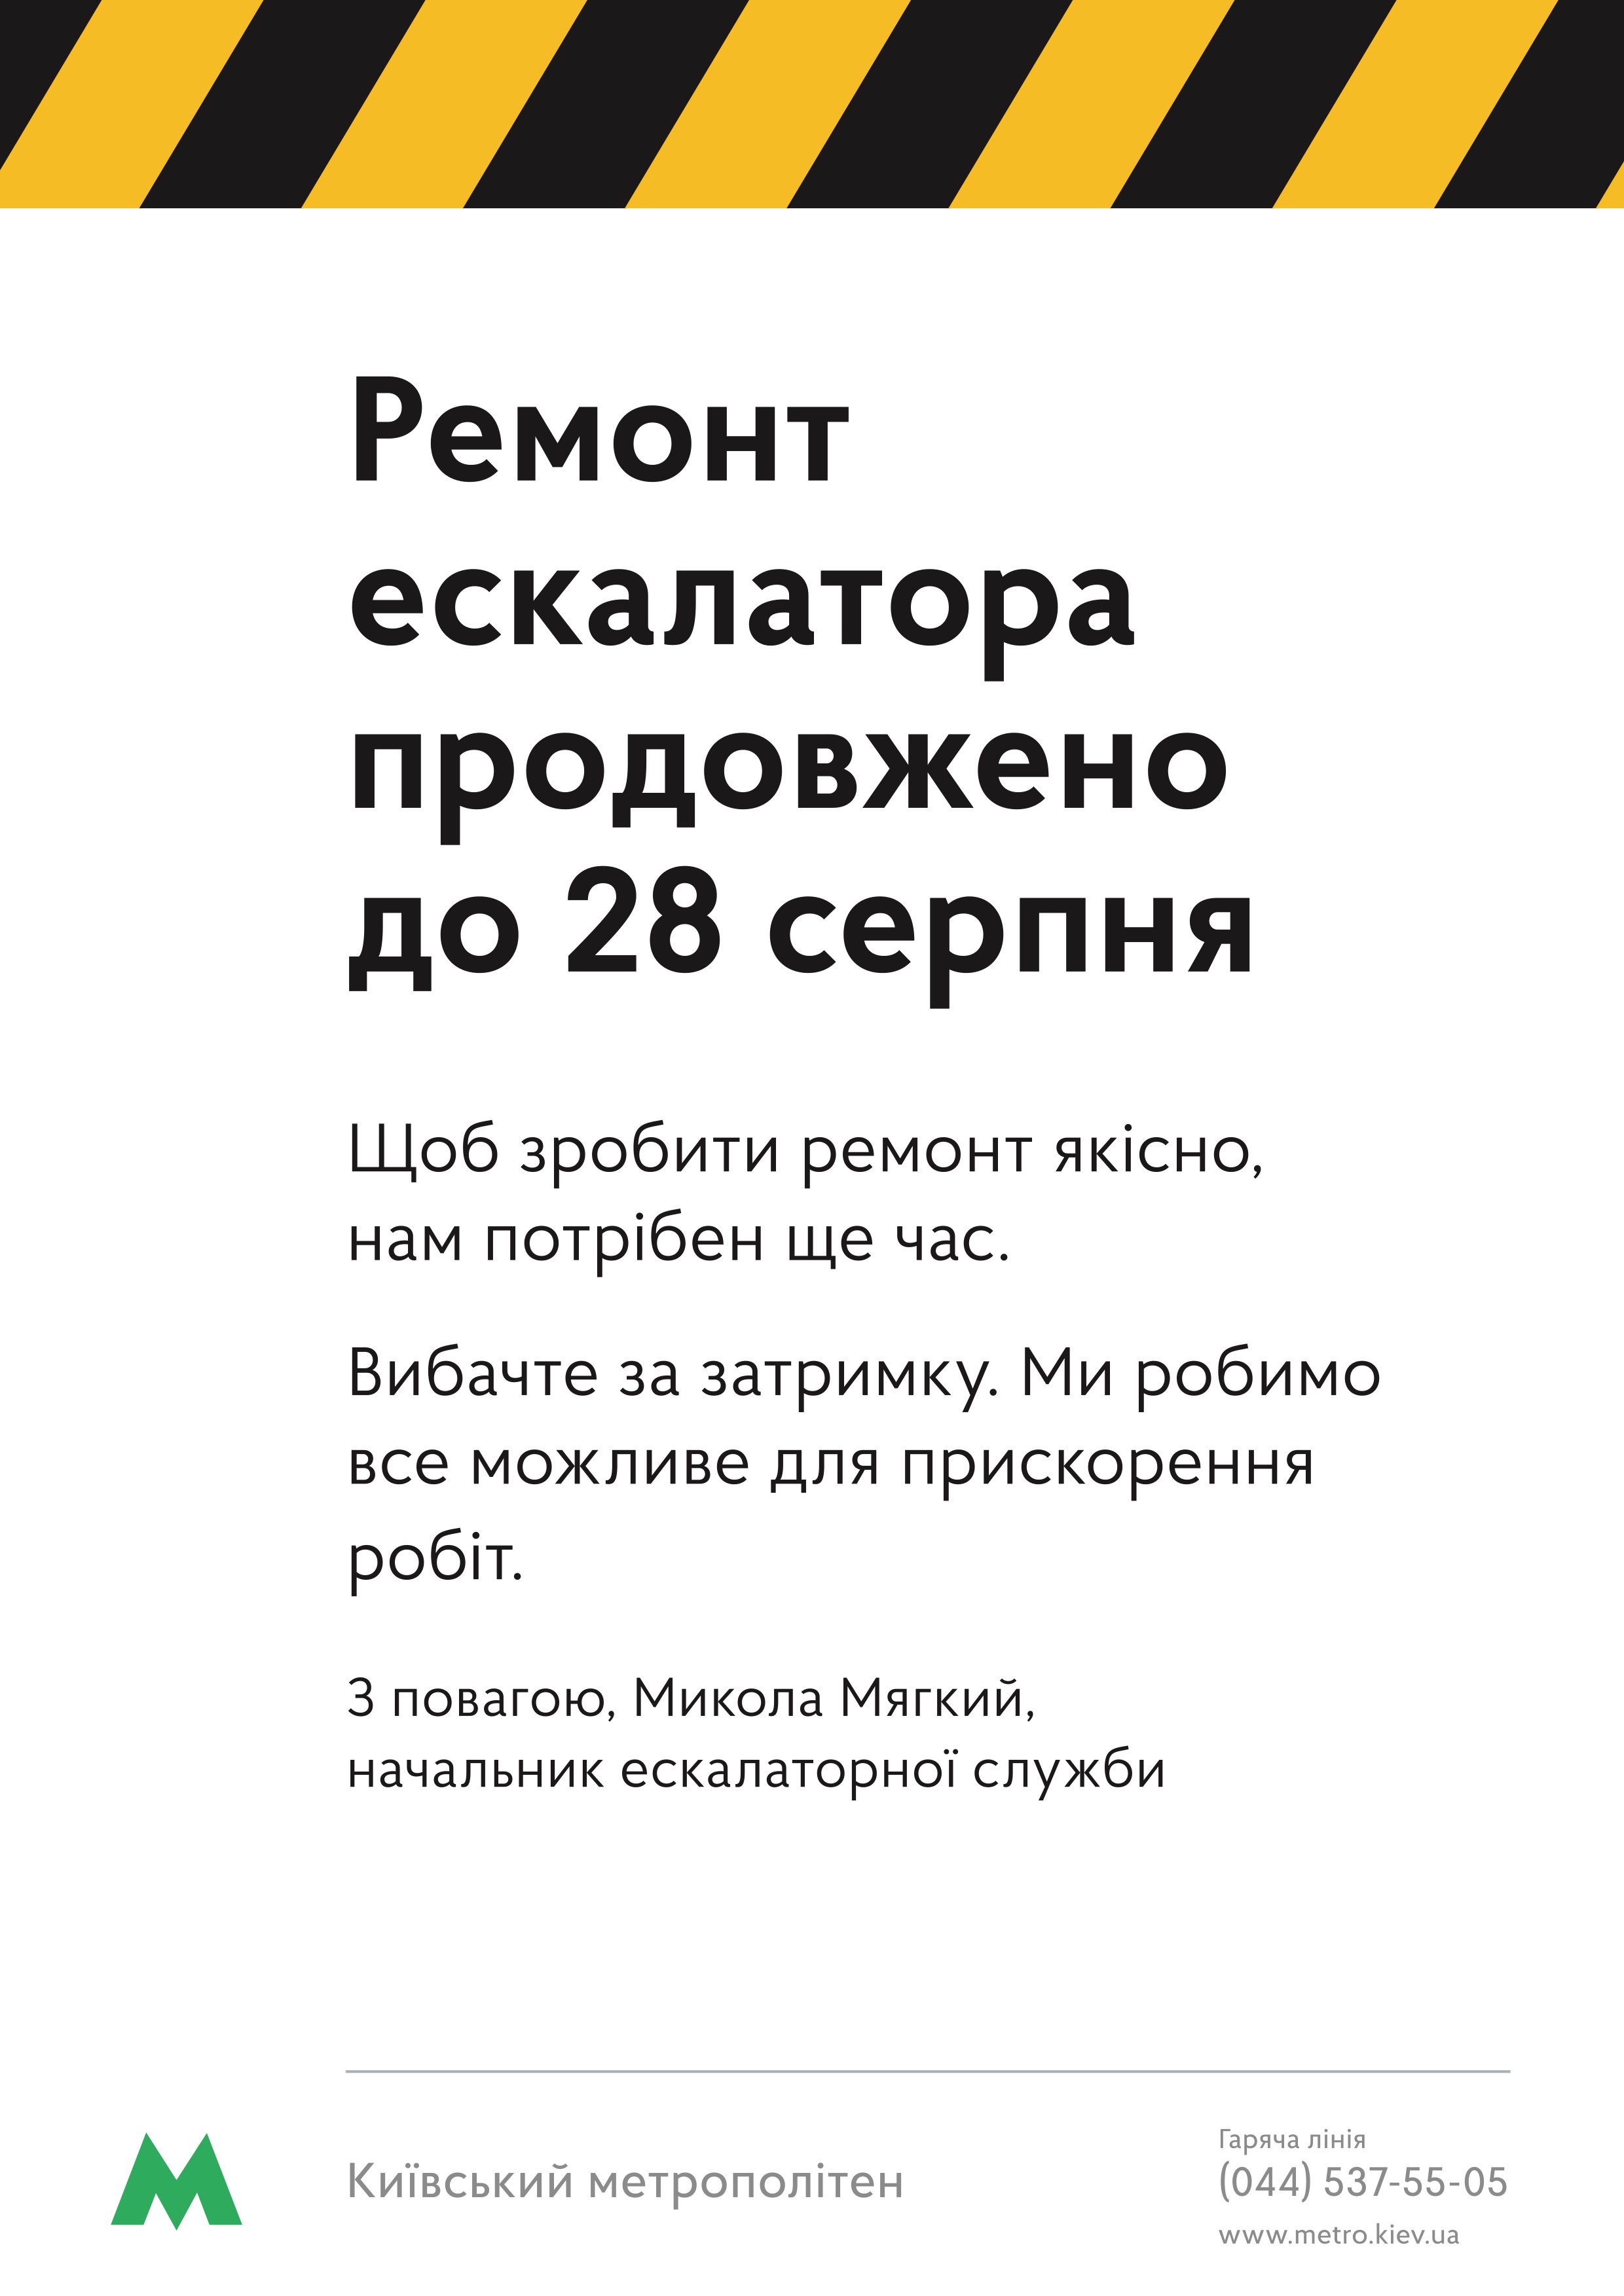 Ремонт
ескалатора
продовжено
до 28 серпня
Щоб зробити ремонт якісно,
нам потрібен ще час.
Вибачте за затримку. Ми робимо
все можливе для прискорення
робіт.
З повагою, Микола Мягкий,
начальник ескалаторної служби
Київський метрополітен
Гаряча лінія
(044) 537-55-05
www.metro.kiev.ua